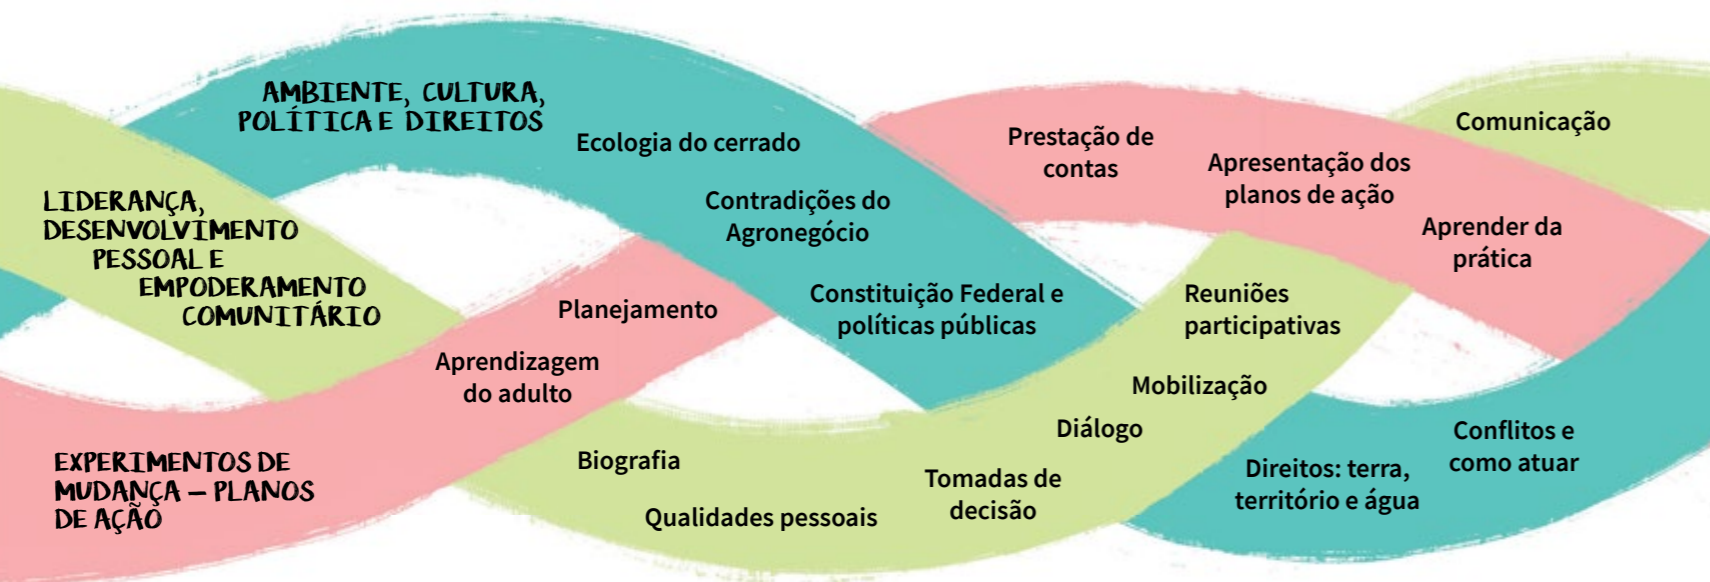 AMBIENTE, CULTURA,
POLÍTICA E DIREITOS
Ecologia do cerrado
Contradições do
Agronegócio
Constituição Federal e
políticas públicas
LIDERANÇA,
DESENVOLVIMENTO
PESSOAL E
EMPODERAMENTO
COMUNITÁRIO
Planejamento
Aprendizagem
do adulto
EXPERIMENTOS DE
MUDANÇA – PLANOS
DE AÇÃO
Biografia
Qualidades pessoais
Tomadas de
decisão
Diálogo
Mobilização
Reuniões
participativas
Prestação de
contas
Apresentação dos
planos de ação
Aprender da
prática
Comunicação
Direitos: terra,
território e água
Conflitos e
como atuar